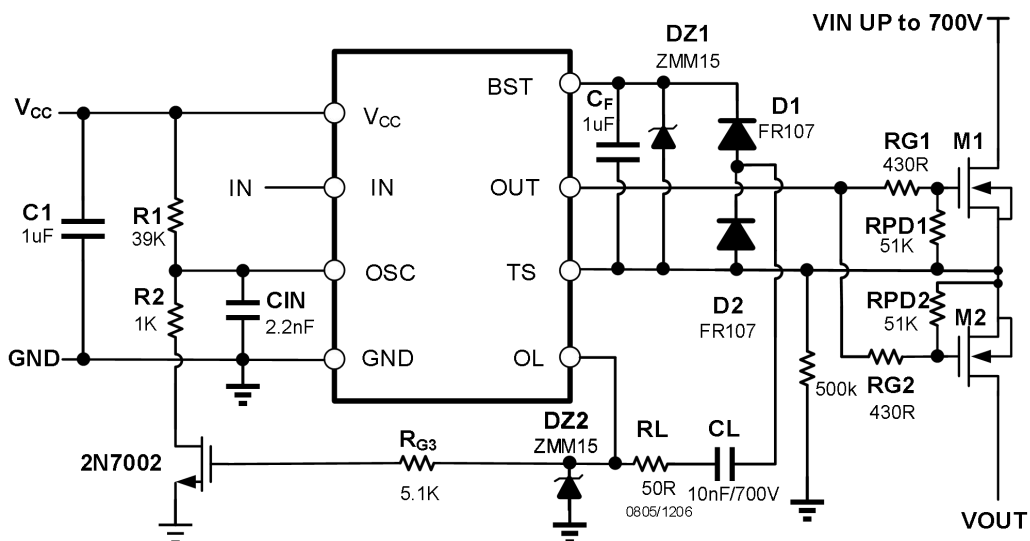 VIN UP to 700V
DZ1
ZMM15
BST
CF
1uF
D1
FR107
RG1
430R
M1
VCC
VCC
IN
IN
OUT
C1
1uF
R1
39K
RPD1
51K
OSC
TS
R2
1K
CIN
2.2nF
D2
FR107
RPD2
51K
M2
GND
GND
OL
500k
RG2
430R
DZ2
ZMM15
RL
CL
2N7002
RG3
5.1K
50R
10nF/700V
0805/1206
VOUT